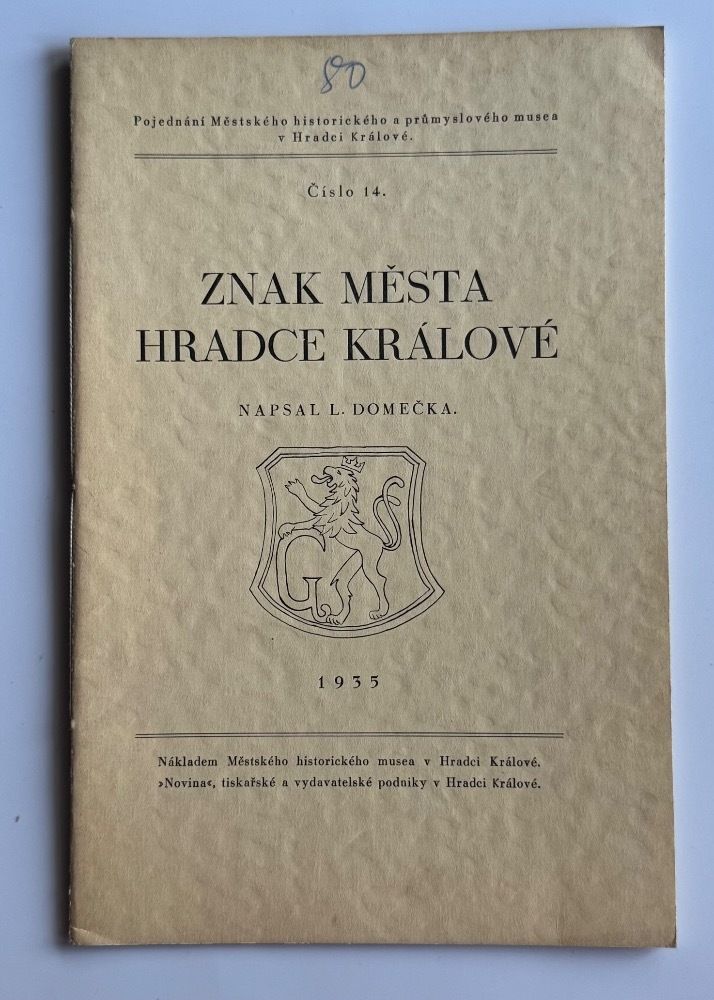 80
Pojednání Městského historického a průmyslového musea
v Hradci Králové.
Číslo 14.
ZNAK MĚSTA
HRADCE KRÁLOVÉ
NAPSAL L. DOMEČKA.
G
1935
Nákladem Městského historického musea v Hradci Králové.
»Novina«, tiskařské a vydavatelské podniky v Hradci Králové.